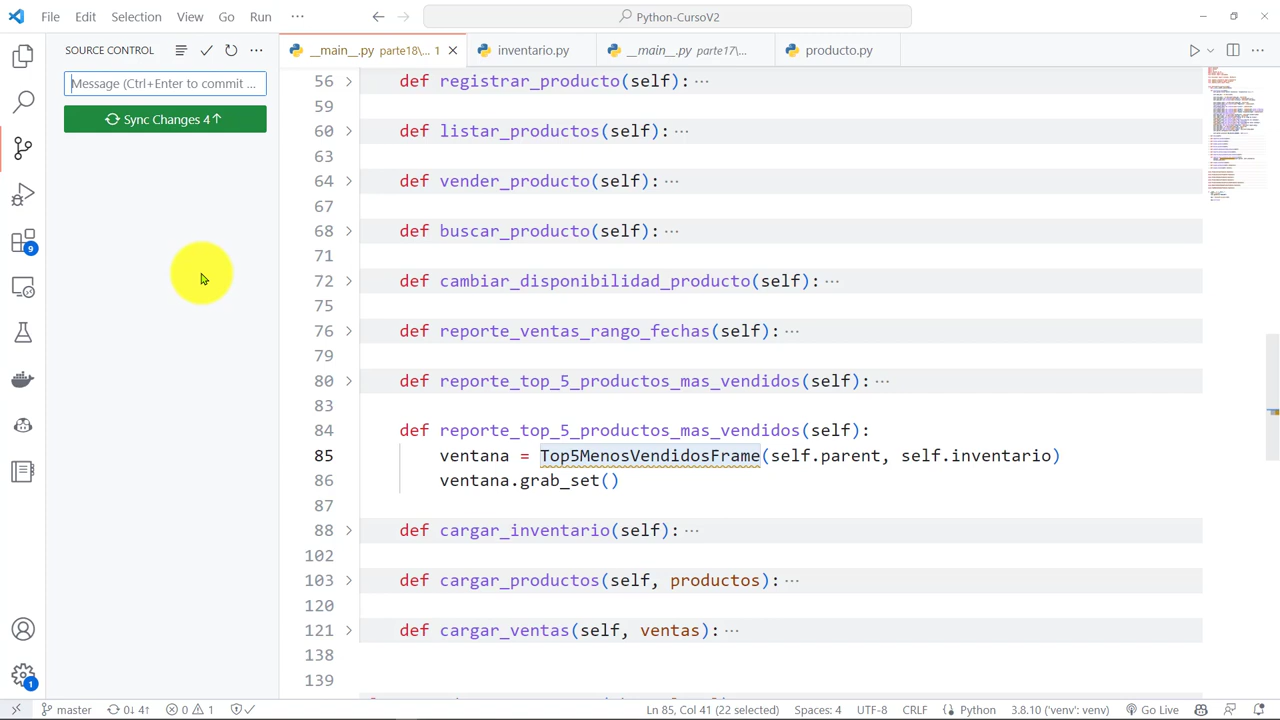 File Edit Selection View Go Run ···
Python-CursoV2
SOURCE CONTROL
__main__.py parte18\... 1
inventario.py
__main__.py parte17\...
producto.py
Message (Ctrl+Enter to commit ...
Sync Changes 4↑
56 def registrar_producto(self) ···
59
60 def listar_productos(self): ···
63
64 def vender_producto(self): ···
67
68 def buscar_producto(self): ···
71
72 def cambiar_disponibilidad_producto(self): ···
75
76 def reporte_ventas_rango_fechas(self): ···
79
80 def reporte_top_5_productos_mas_vendidos(self): ···
83
84 def reporte_top_5_productos_mas_vendidos(self):
85 ventana = Top5MenosVendidosFrame(self.parent, self.inventario)
86 ventana.grab_set()
87
88 def cargar_inventario(self): ···
102
103 def cargar_productos(self, productos): ···
120
121 def cargar_ventas(self, ventas): ···
138
139
9
1
master 0↓ 4↑ 0 1
Ln 85, Col 41 (22 selected) Spaces: 4 UTF-8 CRLF Python 3.8.10 ('venv': venv) Go Live